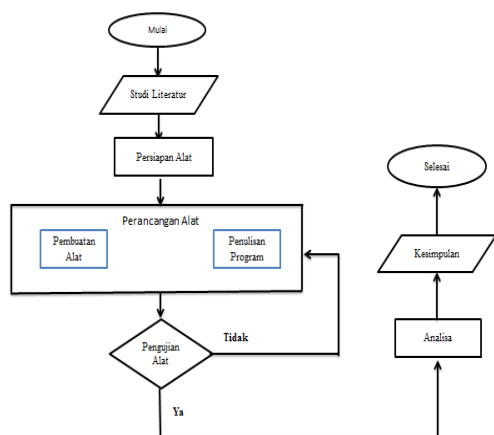 Mulai
Studi Literatur
Persiapan Alat
Perancangan Alat
Pembuatan
Alat
Penulisan
Program
Pengujian
Alat
Tidak
Ya
Analisa
Kesimpulan
Selesai